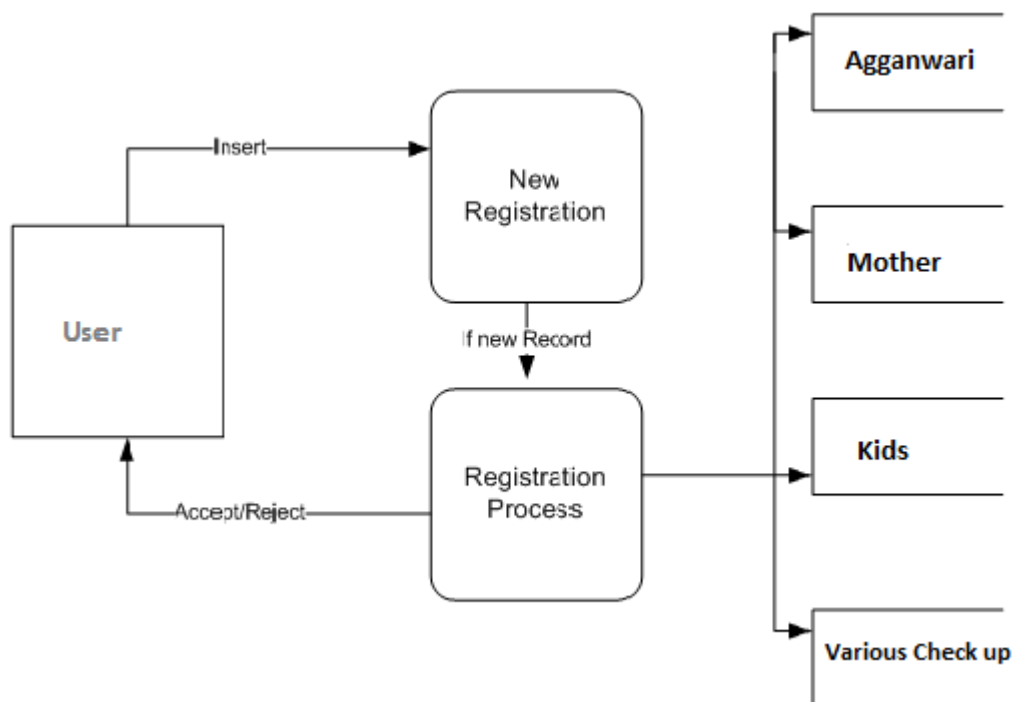 Agganwari
Insert
New
Registration
Mother
User
If new Record
Kids
Registration
Process
Accept/Reject
Various Check up